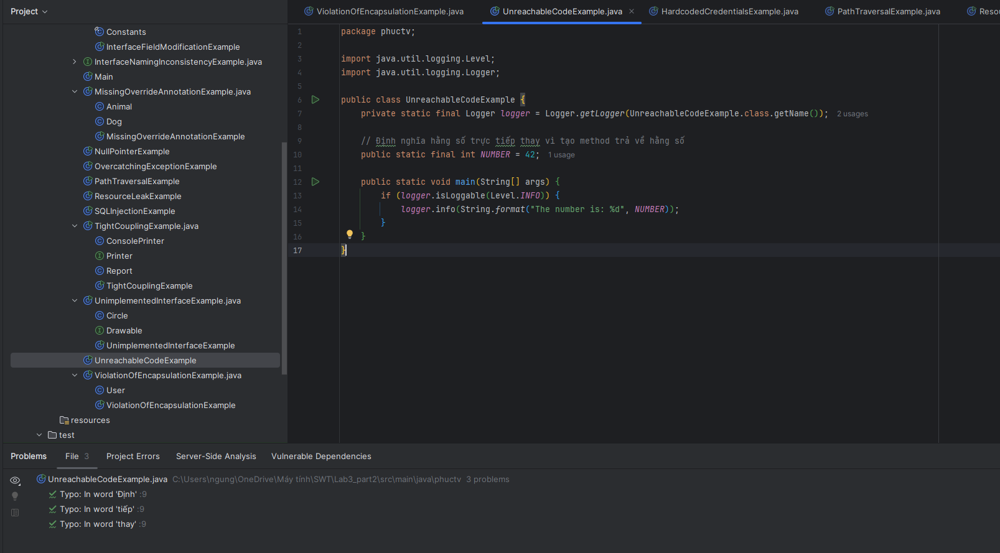 Project
Constants
InterfaceFieldModificationExample
InterfaceNamingInconsistencyExample.java
Main
MissingOverrideAnnotationExample.java
Animal
Dog
MissingOverrideAnnotationExample
NullPointerExample
OvercatchingExceptionExample
PathTraversalExample
ResourceLeakExample
SQLInjectionExample
TightCouplingExample.java
ConsolePrinter
Printer
Report
TightCouplingExample
UnimplementedInterfaceExample.java
Circle
Drawable
UnimplementedInterfaceExample
UnreachableCodeExample
ViolationOfEncapsulationExample.java
User
ViolationOfEncapsulationExample
resources
test
ViolationOfEncapsulationExample.java UnreachableCodeExample.java HardcodedCredentialsExample.java PathTraversalExample.java Resou
1 package phuctv;
2
3 import java.util.logging.Level;
4 import java.util.logging.Logger;
5
6 public class UnreachableCodeExample {
7 private static final Logger logger = Logger.getLogger(UnreachableCodeExample.class.getName()); 2 usages
8
9 // Định nghĩa hằng số trực tiếp thay vì tạo method trả về hằng số
10 public static final int NUMBER = 42; 1 usage
11
12 public static void main(String[] args) {
13 if (logger.isLoggable(Level.INFO)) {
14 logger.info(String.format("The number is: %d", NUMBER));
15 }
16 }
17 }
Problems File 3 Project Errors Server-Side Analysis Vulnerable Dependencies
UnreachableCodeExample.java C:\Users\ngung\OneDrive\Máy tính\SWT\Lab3_part2\src\main\java\phuctv 3 problems
Typo: In word 'Định' :9
Typo: In word 'tiếp' :9
Typo: In word 'thay' :9